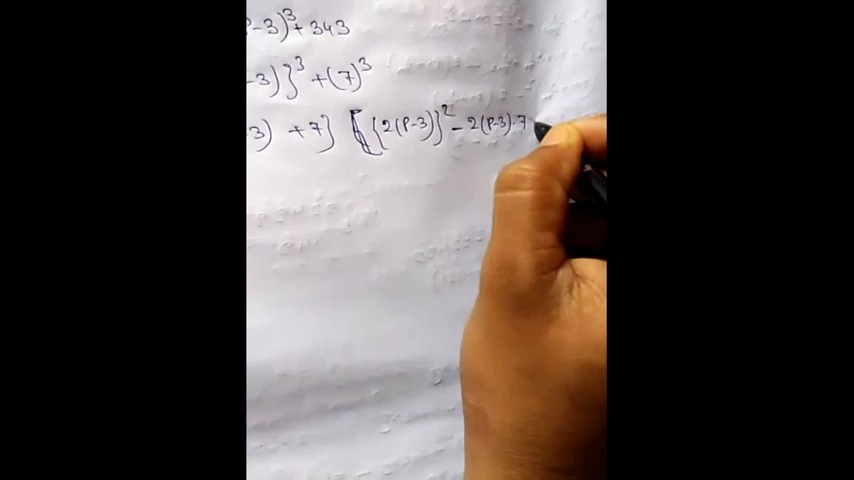 P-3)³+ 343
-3)}³ +(7)³
3) +7} [{2(P-3)}² - 2(P-3)·7